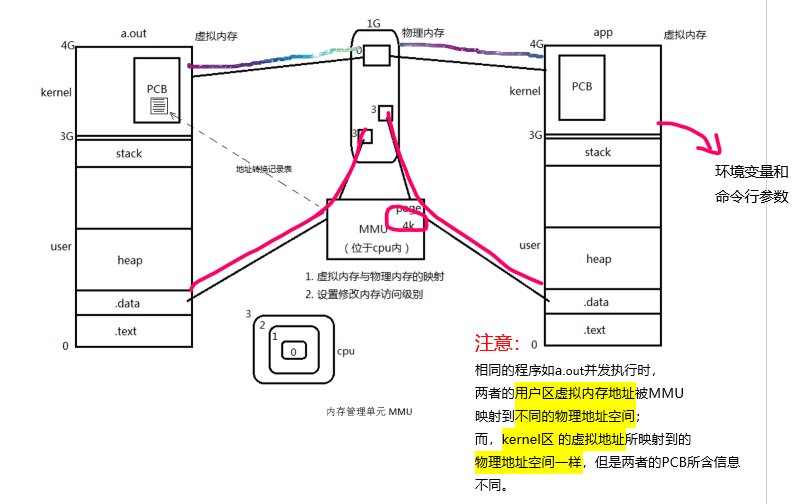 1G
a.out
虚拟内存
物理内存
app
虚拟内存
4G
0
4G
kernel
PCB
kernel
PCB
3
3G
3
3G
stack
地址转换记录表
stack
环境变量和
命令行参数
page
4k
MMU
（位于cpu内）
user
heap
user
heap
1. 虚拟内存与物理内存的映射
2. 设置修改内存访问级别
.data
.data
.text
.text
0
0
3
2
1
0
cpu
内存管理单元 MMU
注意：
相同的程序如a.out并发执行时，
两者的用户区虚拟内存地址被MMU
映射到不同的物理地址空间；
而，kernel区 的虚拟地址所映射到的
物理地址空间一样，但是两者的PCB所含信息
不同。